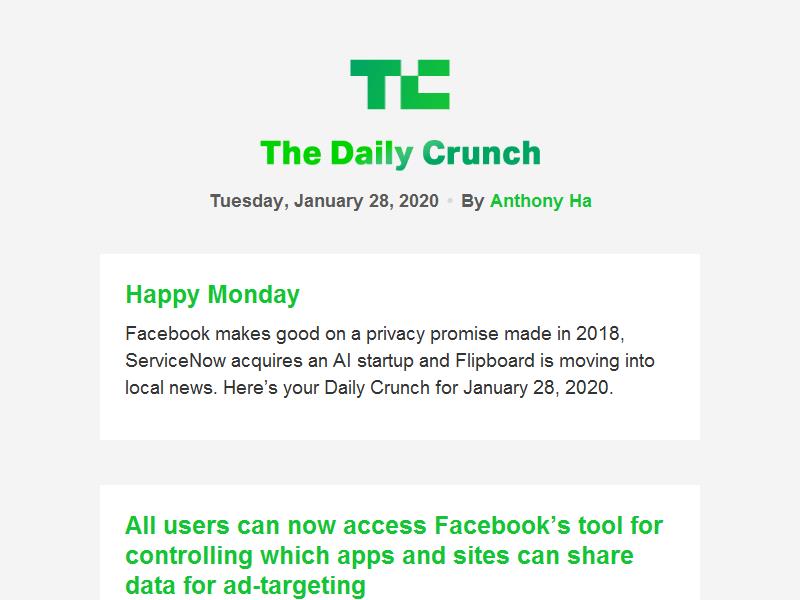 TC
The Daily Crunch
Tuesday, January 28, 2020 • By Anthony Ha
Happy Monday
Facebook makes good on a privacy promise made in 2018,
ServiceNow acquires an AI startup and Flipboard is moving into
local news. Here’s your Daily Crunch for January 28, 2020.
All users can now access Facebook’s tool for
controlling which apps and sites can share
data for ad-targeting